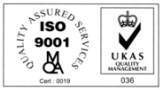 QUALITY ASSURED SERVICES
ISO
9001
Cert : 0019
UKAS
QUALITY
MANAGEMENT
036